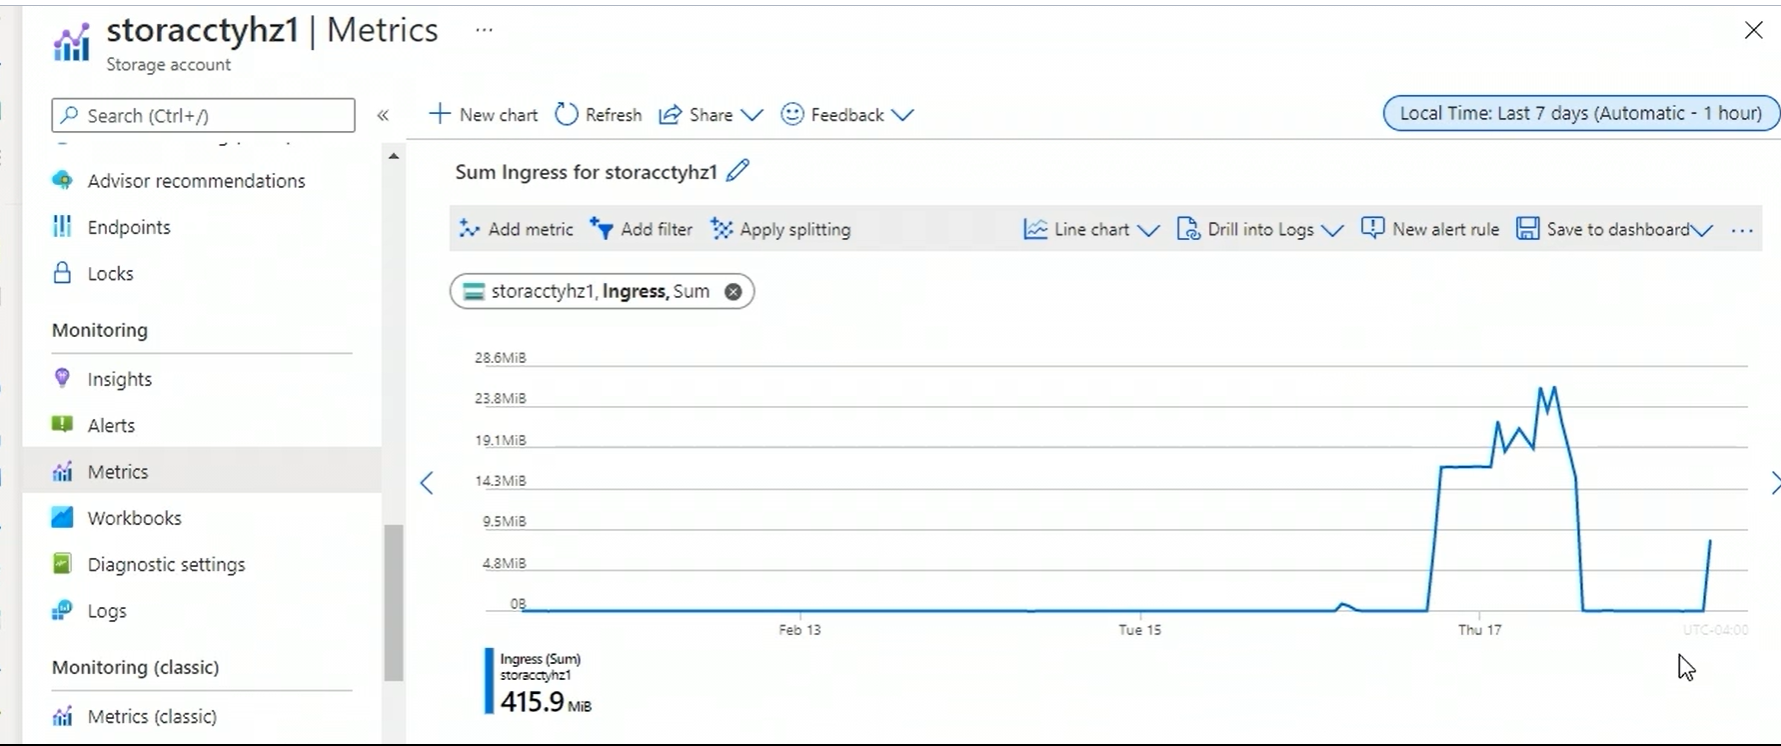 storacctyhz1 | Metrics ...
Storage account
Search (Ctrl+/)
«
New chart
Refresh
Share
Feedback
Local Time: Last 7 days (Automatic - 1 hour)
Advisor recommendations
Endpoints
Locks
Monitoring
Insights
Alerts
Metrics
Workbooks
Diagnostic settings
Logs
Monitoring (classic)
Metrics (classic)
Sum Ingress for storacctyhz1
Add metric
Add filter
Apply splitting
Line chart
Drill into Logs
New alert rule
Save to dashboard
...
storacctyhz1, Ingress, Sum
28.6MiB
23.8MiB
19.1MiB
14.3MiB
9.5MiB
4.8MiB
0B
Feb 13
Tue 15
Thu 17
UTC-04:00
Ingress (Sum)
storacctyhz1
415.9 MiB